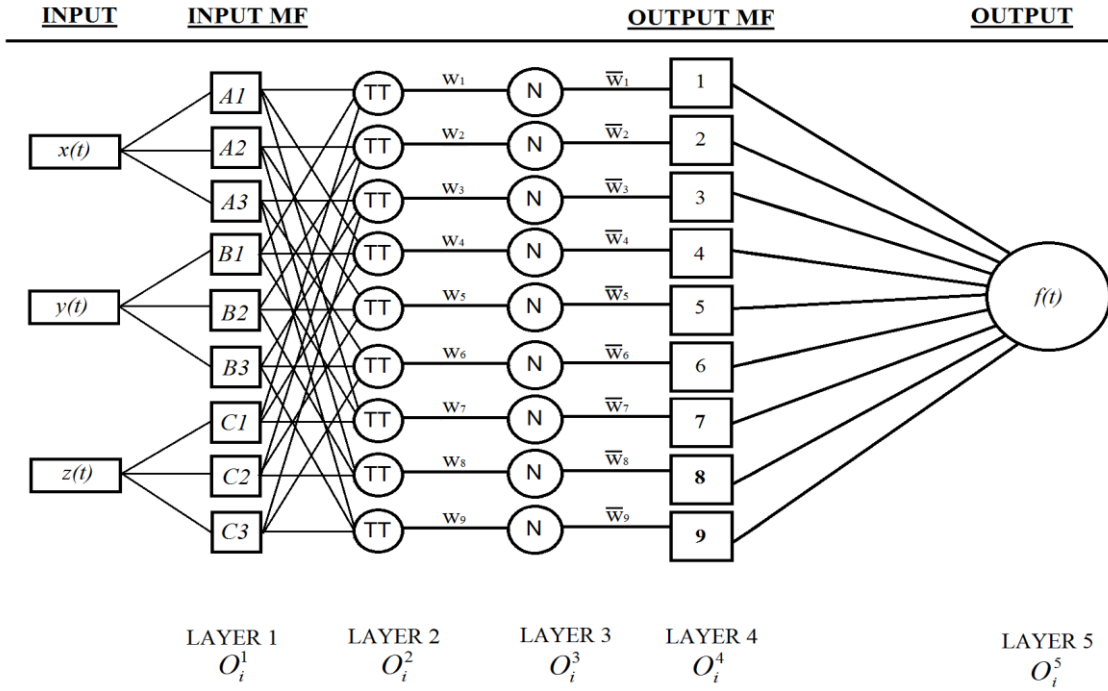 INPUT INPUT MF OUTPUT MF OUTPUT
A1 TT w₁ N w̅₁ 1
x(t)
A2 TT w₂ N w̅₂ 2
A3 TT w₃ N w̅₃ 3
B1 TT w₄ N w̅₄ 4
y(t) B2 TT w₅ N w̅₅ 5 f(t)
B3 TT w₆ N w̅₆ 6
C1 TT w₇ N w̅₇ 7
z(t) C2 TT w₈ N w̅₈ 8
C3 TT w₉ N w̅₉ 9
LAYER 1 LAYER 2 LAYER 3 LAYER 4 LAYER 5
O_i^1 O_i^2 O_i^3 O_i^4 O_i^5